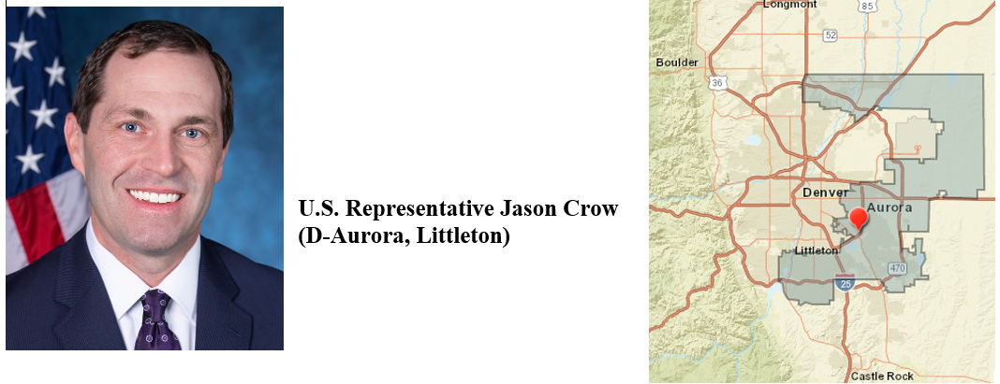 U.S. Representative Jason Crow
(D-Aurora, Littleton)
Longmont
85
52
Boulder
36
Denver
Aurora
Littleton
470
25
Castle Rock